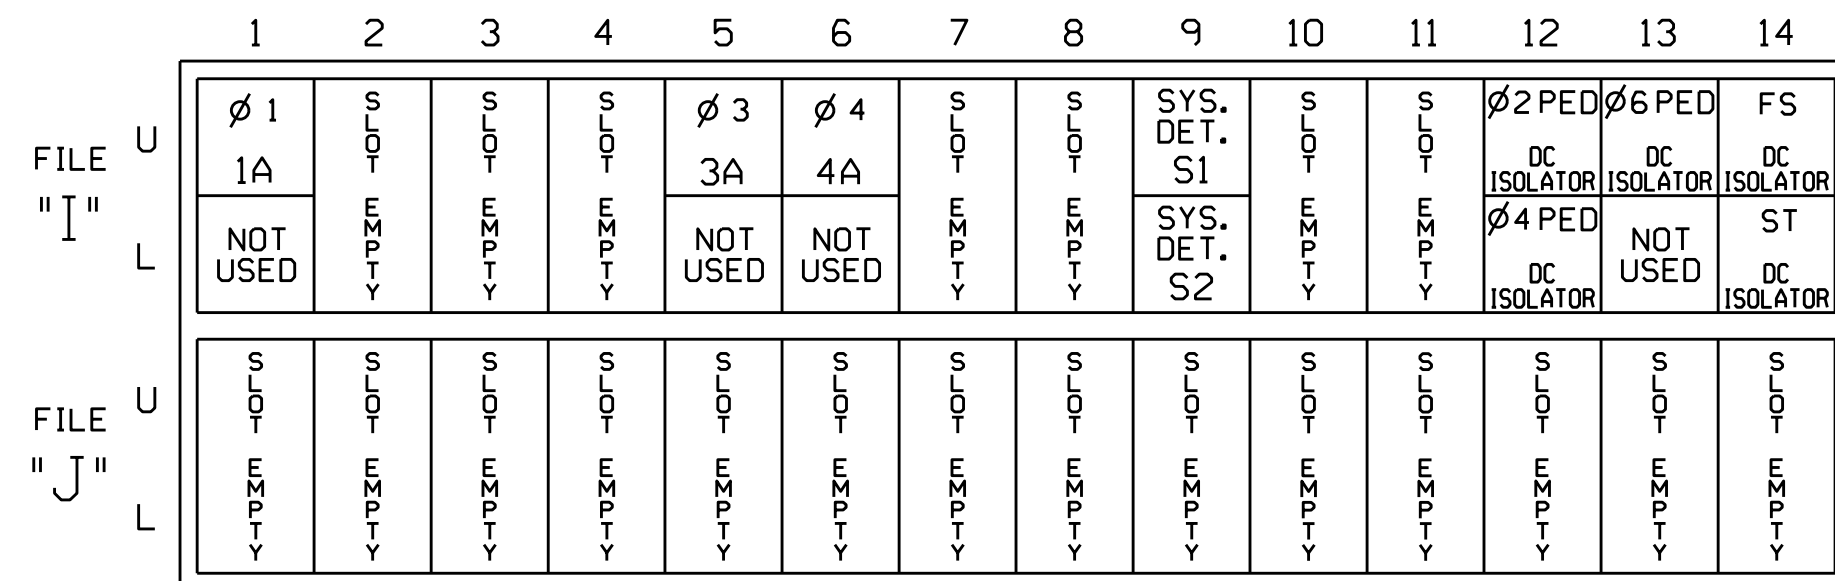 1 2 3 4 5 6 7 8 9 10 11 12 13 14
FILE
"I"
U
L
Ø 1
1A
NOT
USED
SLOT EMPTY
SLOT EMPTY
SLOT EMPTY
Ø 3
3A
NOT
USED
Ø 4
4A
NOT
USED
SLOT EMPTY
SLOT EMPTY
SYS.
DET.
S1
SYS.
DET.
S2
SLOT EMPTY
SLOT EMPTY
Ø2 PED
DC
ISOLATOR
Ø4 PED
DC
ISOLATOR
Ø6 PED
DC
ISOLATOR
NOT
USED
FS
DC
ISOLATOR
ST
DC
ISOLATOR
FILE
"J"
U
L
SLOT EMPTY
SLOT EMPTY
SLOT EMPTY
SLOT EMPTY
SLOT EMPTY
SLOT EMPTY
SLOT EMPTY
SLOT EMPTY
SLOT EMPTY
SLOT EMPTY
SLOT EMPTY
SLOT EMPTY
SLOT EMPTY
SLOT EMPTY